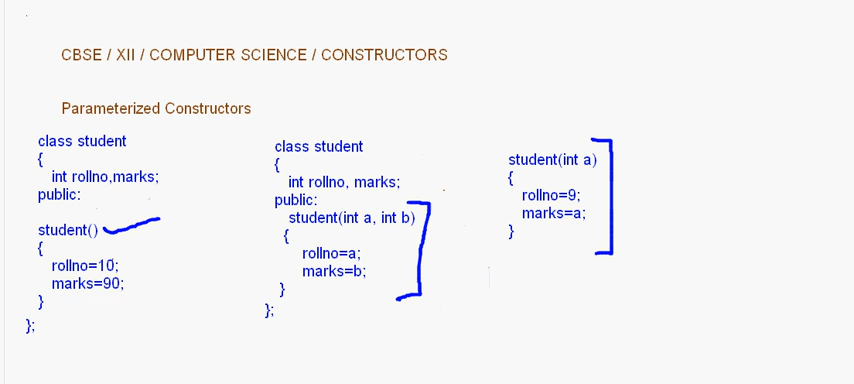 CBSE / XII / COMPUTER SCIENCE / CONSTRUCTORS
Parameterized Constructors
class student
{
int rollno,marks;
public:
student()
{
rollno=10;
marks=90;
}
};
class student
{
int rollno, marks;
public:
student(int a, int b)
{
rollno=a;
marks=b;
}
};
student(int a)
{
rollno=9;
marks=a;
}